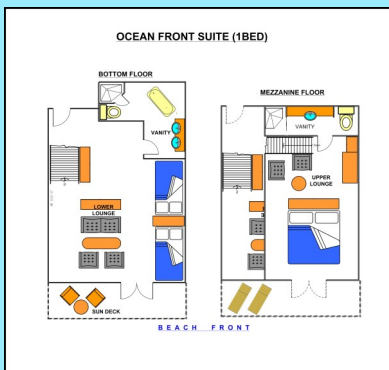 OCEAN FRONT SUITE (1BED)
BOTTOM FLOOR
MEZZANINE FLOOR
VANITY
VANITY
UPPER
LOUNGE
LOWER
LOUNGE
SUN DECK
BEACH FRONT